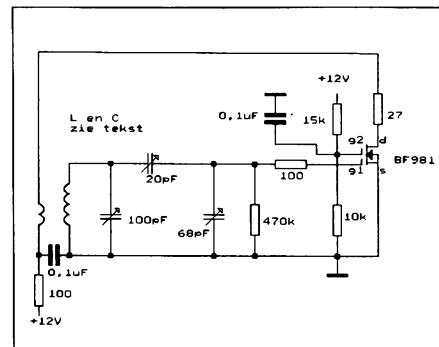 +12V
L en C
zie tekst
0,1uF
15k
27
g2
d
BF981
g1
s
20pF
100
100pF
68pF
470k
10k
0.1uF
100
+12V